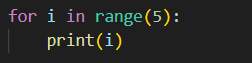 for i in range(5):
    print(i)